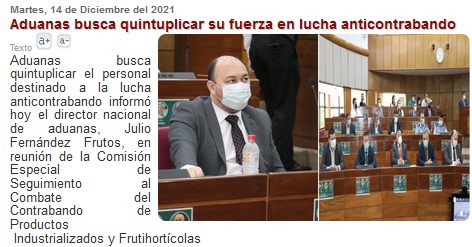 Martes, 14 de Diciembre del 2021
Aduanas busca quintuplicar su fuerza en lucha anticontrabando
Texto a+ a-
Aduanas busca
quintuplicar el personal
destinado a la lucha
anticontrabando informó
hoy el director nacional
de aduanas, Julio
Fernández Frutos, en
reunión de la Comisión
Especial de
Seguimiento al
Combate del
Contrabando de
Productos
Industrializados y Frutihortícolas